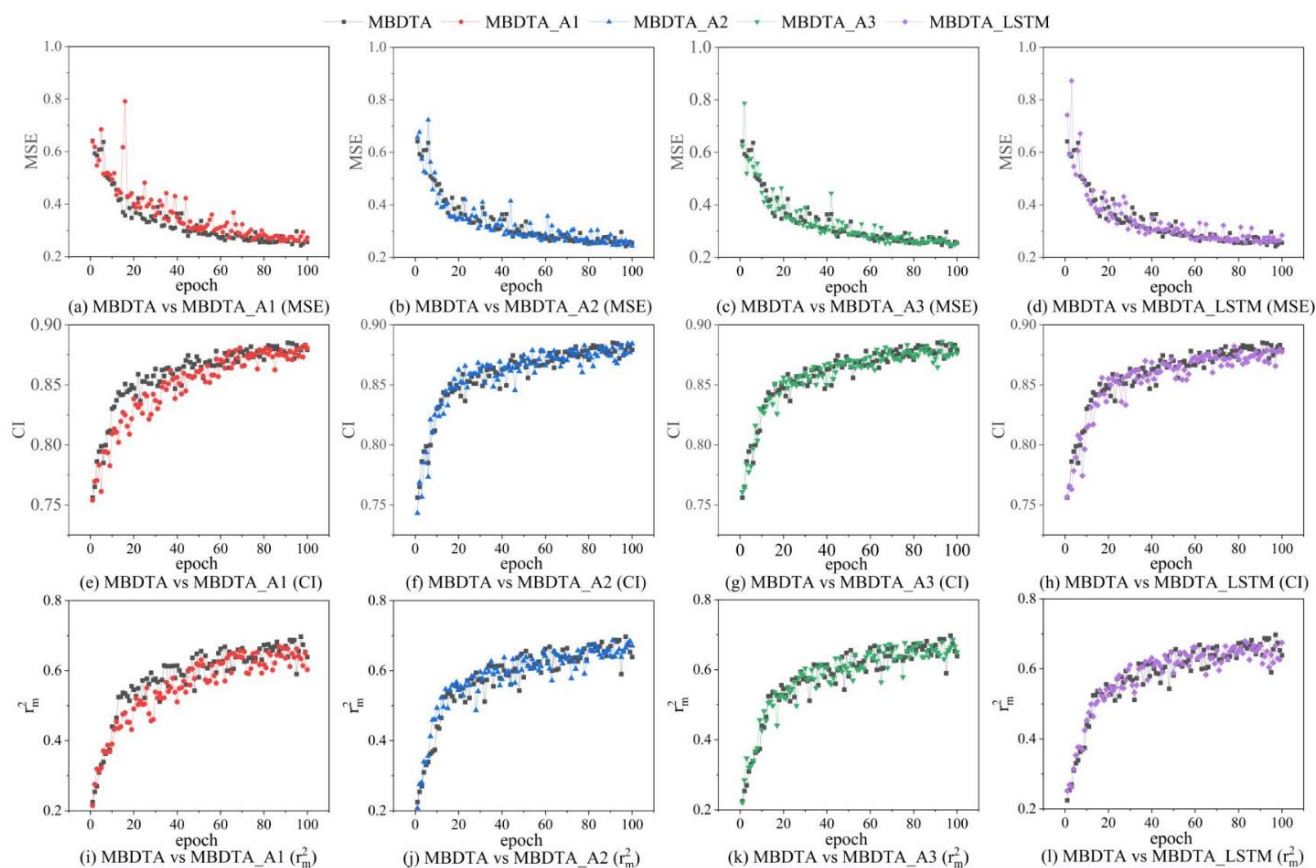 MBDTA MBDTA_A1 MBDTA_A2 MBDTA_A3 MBDTA_LSTM
1.0 1.0 1.0 1.0
0.8 0.8 0.8 0.8
MSE MSE MSE MSE
0.6 0.6 0.6 0.6
0.4 0.4 0.4 0.4
0.2 0.2 0.2 0.2
0 20 40 60 80 100 0 20 40 60 80 100 0 20 40 60 80 100 0 20 40 60 80 100
epoch epoch epoch epoch
(a) MBDTA vs MBDTA_A1 (MSE) (b) MBDTA vs MBDTA_A2 (MSE) (c) MBDTA vs MBDTA_A3 (MSE) (d) MBDTA vs MBDTA_LSTM (MSE)
0.90 0.90 0.90 0.90
0.85 0.85 0.85 0.85
CI CI CI CI
0.80 0.80 0.80 0.80
0.75 0.75 0.75 0.75
0 20 40 60 80 100 0 20 40 60 80 100 0 20 40 60 80 100 0 20 40 60 80 100
epoch epoch epoch epoch
(e) MBDTA vs MBDTA_A1 (CI) (f) MBDTA vs MBDTA_A2 (CI) (g) MBDTA vs MBDTA_A3 (CI) (h) MBDTA vs MBDTA_LSTM (CI)
0.8 0.8 0.8 0.8
0.6 0.6 0.6 0.6
r²ₘ r²ₘ r²ₘ r²ₘ
0.4 0.4 0.4 0.4
0.2 0.2 0.2 0.2
0 20 40 60 80 100 0 20 40 60 80 100 0 20 40 60 80 100 0 20 40 60 80 100
epoch epoch epoch epoch
(i) MBDTA vs MBDTA_A1 (r²ₘ) (j) MBDTA vs MBDTA_A2 (r²ₘ) (k) MBDTA vs MBDTA_A3 (r²ₘ) (l) MBDTA vs MBDTA_LSTM (r²ₘ)